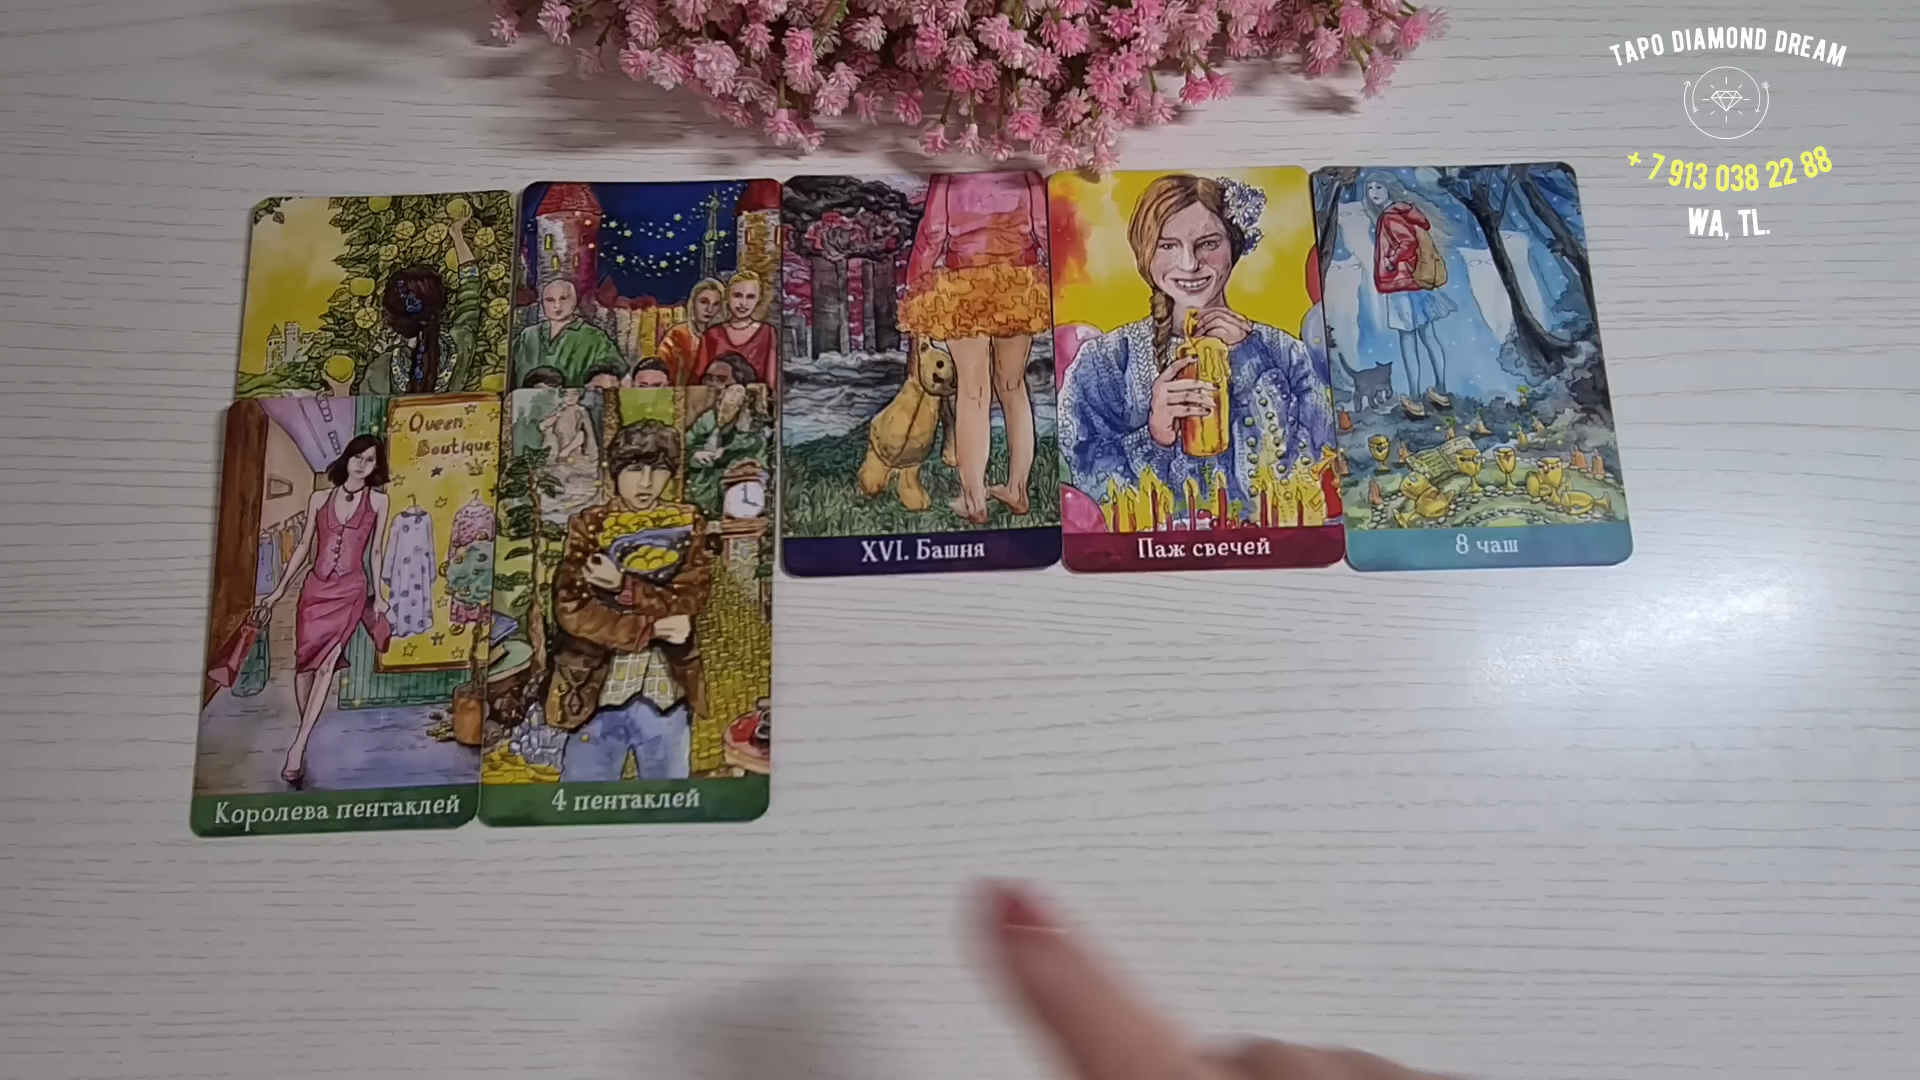 ТАРО DIAMOND DREAM
+ 7 913 038 22 88
WA, TL.
Queen
Boutique
XVI. Башня
Паж свечей
8 чаш
Королева пентаклей
4 пентаклей